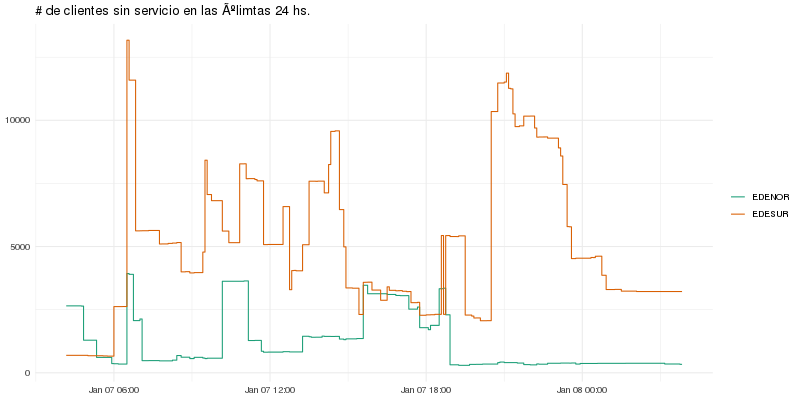 # de clientes sin servicio en las Ãºlimtas 24 hs.
10000
5000
0
Jan 07 06:00
Jan 07 12:00
Jan 07 18:00
Jan 08 00:00
EDENOR
EDESUR